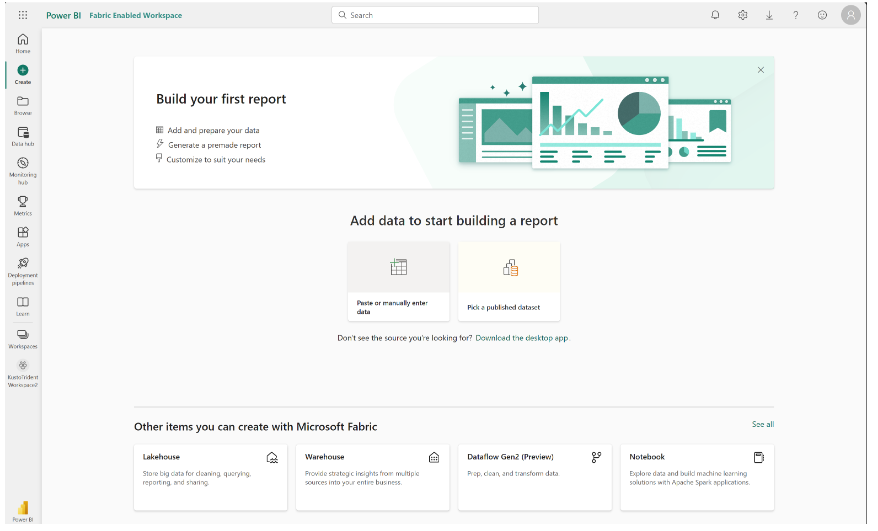 Power BI Fabric Enabled Workspace
Search
Home
Create
Browse
Data hub
Monitoring
hub
Metrics
Apps
Deployment
pipelines
Learn
Workspaces
KustoTrident
Workspace2
Power BI
Build your first report
Add and prepare your data
Generate a premade report
Customize to suit your needs
Add data to start building a report
Paste or manually enter
data
Pick a published dataset
Don't see the source you're looking for? Download the desktop app
Other items you can create with Microsoft Fabric
See all
Lakehouse
Store big data for cleaning, querying,
reporting, and sharing.
Warehouse
Provide strategic insights from multiple
sources into your entire business.
Dataflow Gen2 (Preview)
Prep, clean, and transform data.
Notebook
Explore data and build machine learning
solutions with Apache Spark applications.